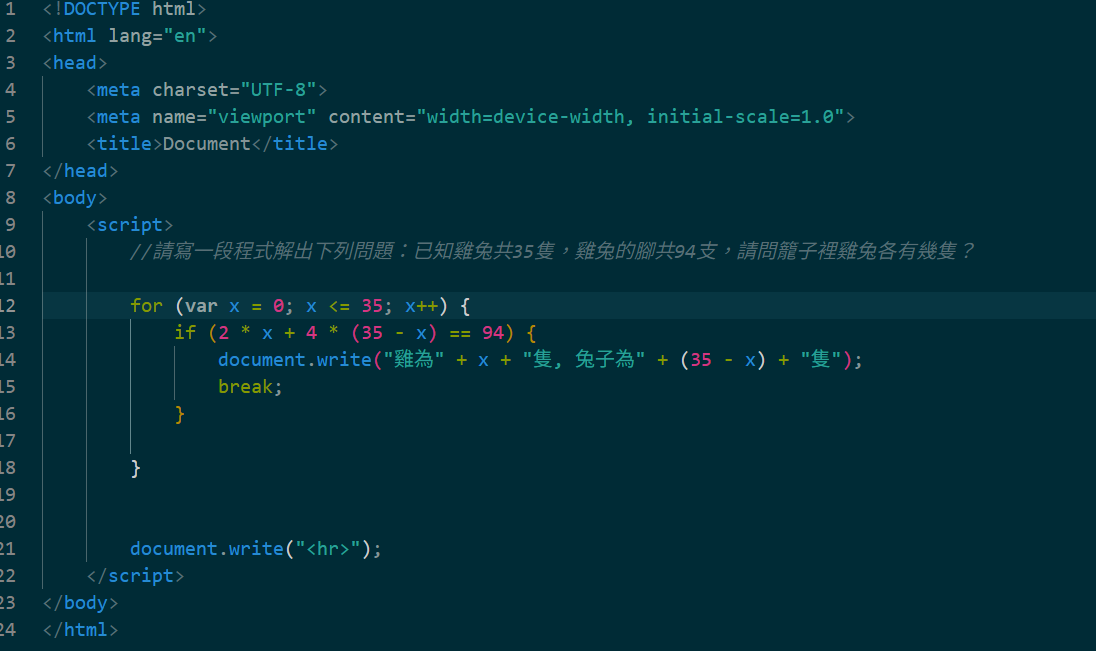 1 <!DOCTYPE html>
2 <html lang="en">
3 <head>
4     <meta charset="UTF-8">
5     <meta name="viewport" content="width=device-width, initial-scale=1.0">
6     <title>Document</title>
7 </head>
8 <body>
9     <script>
10         //請寫一段程式解出下列問題：已知雞兔共35隻，雞兔的腳共94支，請問籠子裡雞兔各有幾隻？
11
12         for (var x = 0; x <= 35; x++) {
13             if (2 * x + 4 * (35 - x) == 94) {
14                 document.write("雞為" + x + "隻, 兔子為" + (35 - x) + "隻");
15                 break;
16             }
17
18         }
19
20
21         document.write("<hr>");
22     </script>
23 </body>
24 </html>